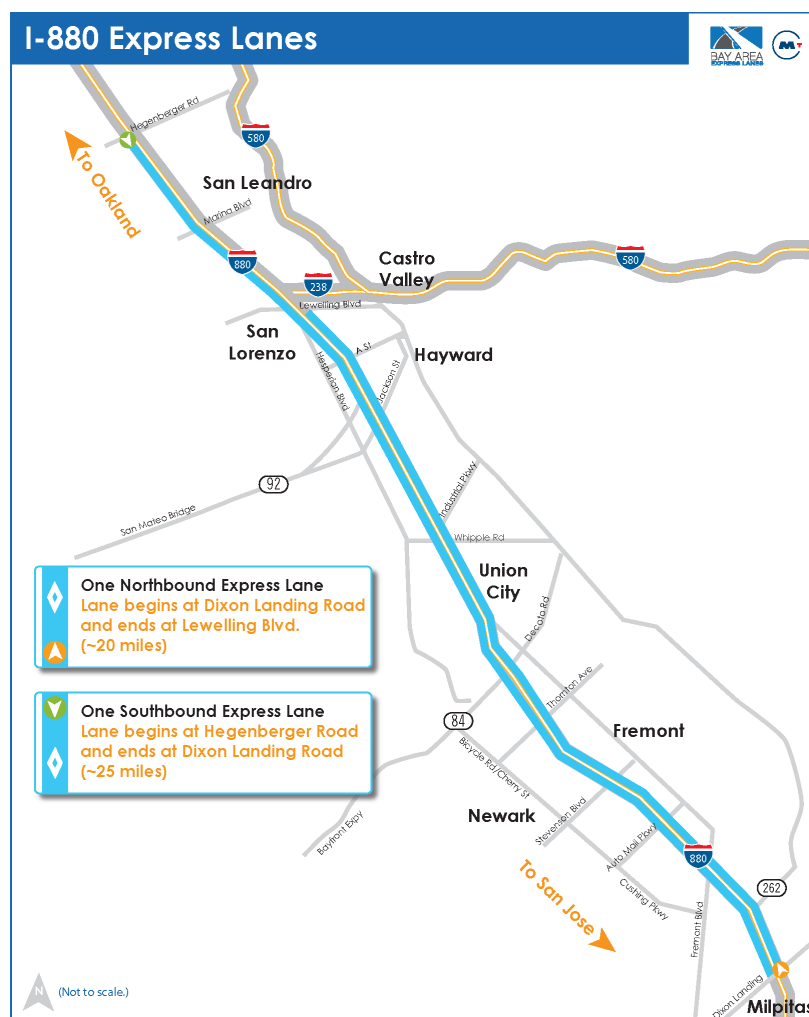 I-880 Express Lanes
BAY AREA
EXPRESS LANES
M T
Hegenberger Rd
580
To Oakland
San Leandro
Marina Blvd
880
Castro
Valley
580
238
Lewelling Blvd
San
Lorenzo
A St
Hayward
Hesperian Blvd
Jackson St
92
San Mateo Bridge
Industrial Pkwy
Whipple Rd
Union
City
Decota Rd
One Northbound Express Lane
Lane begins at Dixon Landing Road
and ends at Lewelling Blvd.
(~20 miles)
One Southbound Express Lane
Lane begins at Hegenberger Road
and ends at Dixon Landing Road
(~25 miles)
Thornton Ave
84
Fremont
Bicycle Rd/Cherry St
Newark
Stevenson Blvd
Bayfront Expy
Auto Mall Pkwy
880
To San Jose
Cushing Pkwy
262
Fremont Blvd
N
(Not to scale.)
Dixon Landing
Milpitas